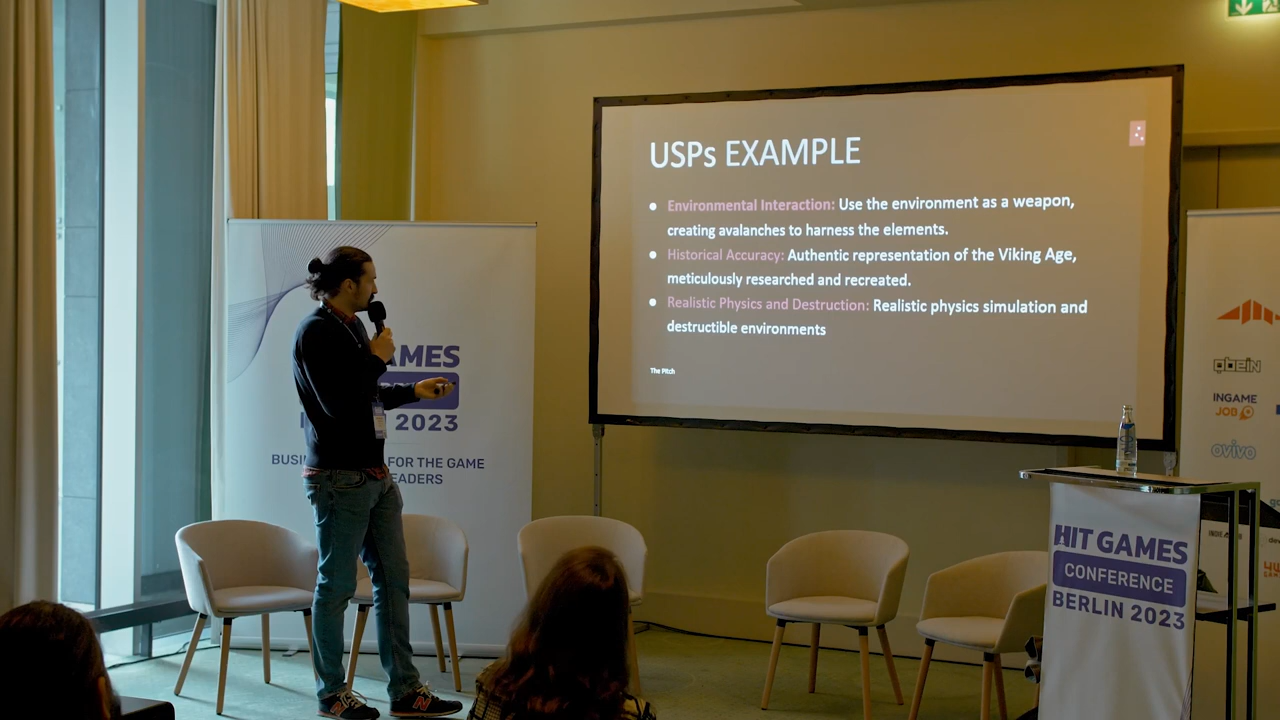 USPs EXAMPLE
Environmental Interaction: Use the environment as a weapon,
creating avalanches to harness the elements.
Historical Accuracy: Authentic representation of the Viking Age,
meticulously researched and recreated.
Realistic Physics and Destruction: Realistic physics simulation and
destructible environments
The Pitch
AMES
2023
FOR THE GAME
EADERS
HIT GAMES
CONFERENCE
BERLIN 2023
INGAME
JOB
ovivo
N